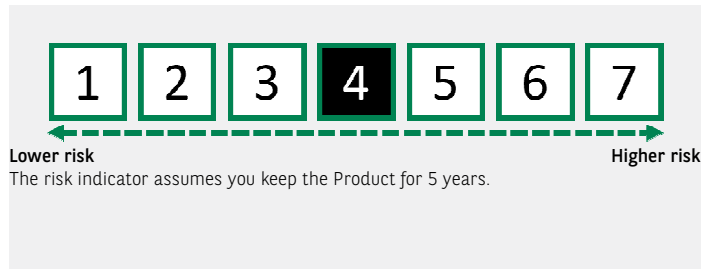 1 2 3 4 5 6 7
Lower risk Higher risk
The risk indicator assumes you keep the Product for 5 years.